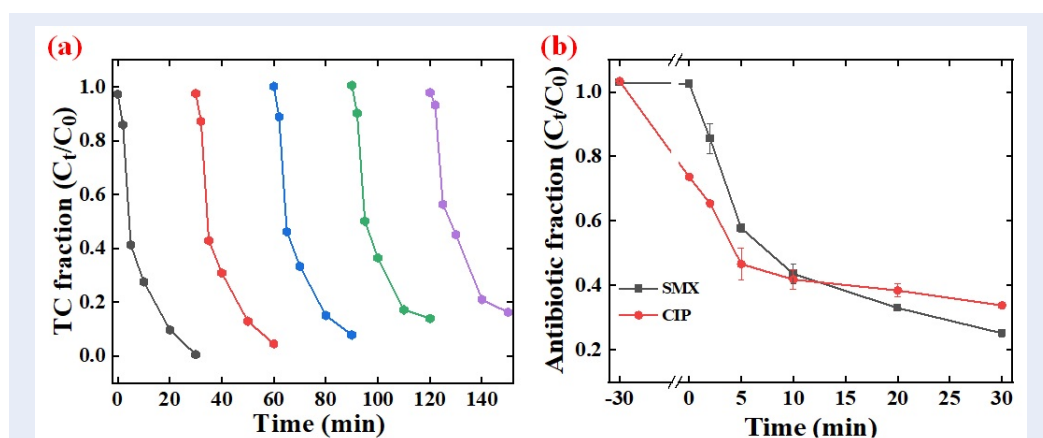 (a)
TC fraction (Ct/C0)
1.0
0.8
0.6
0.4
0.2
0.0
0 20 40 60 80 100 120 140
Time (min)
(b)
Antibiotic fraction (Ct/C0)
1.0
0.8
0.6
0.4
0.2
SMX
CIP
-30 0 5 10 15 20 25 30
Time (min)